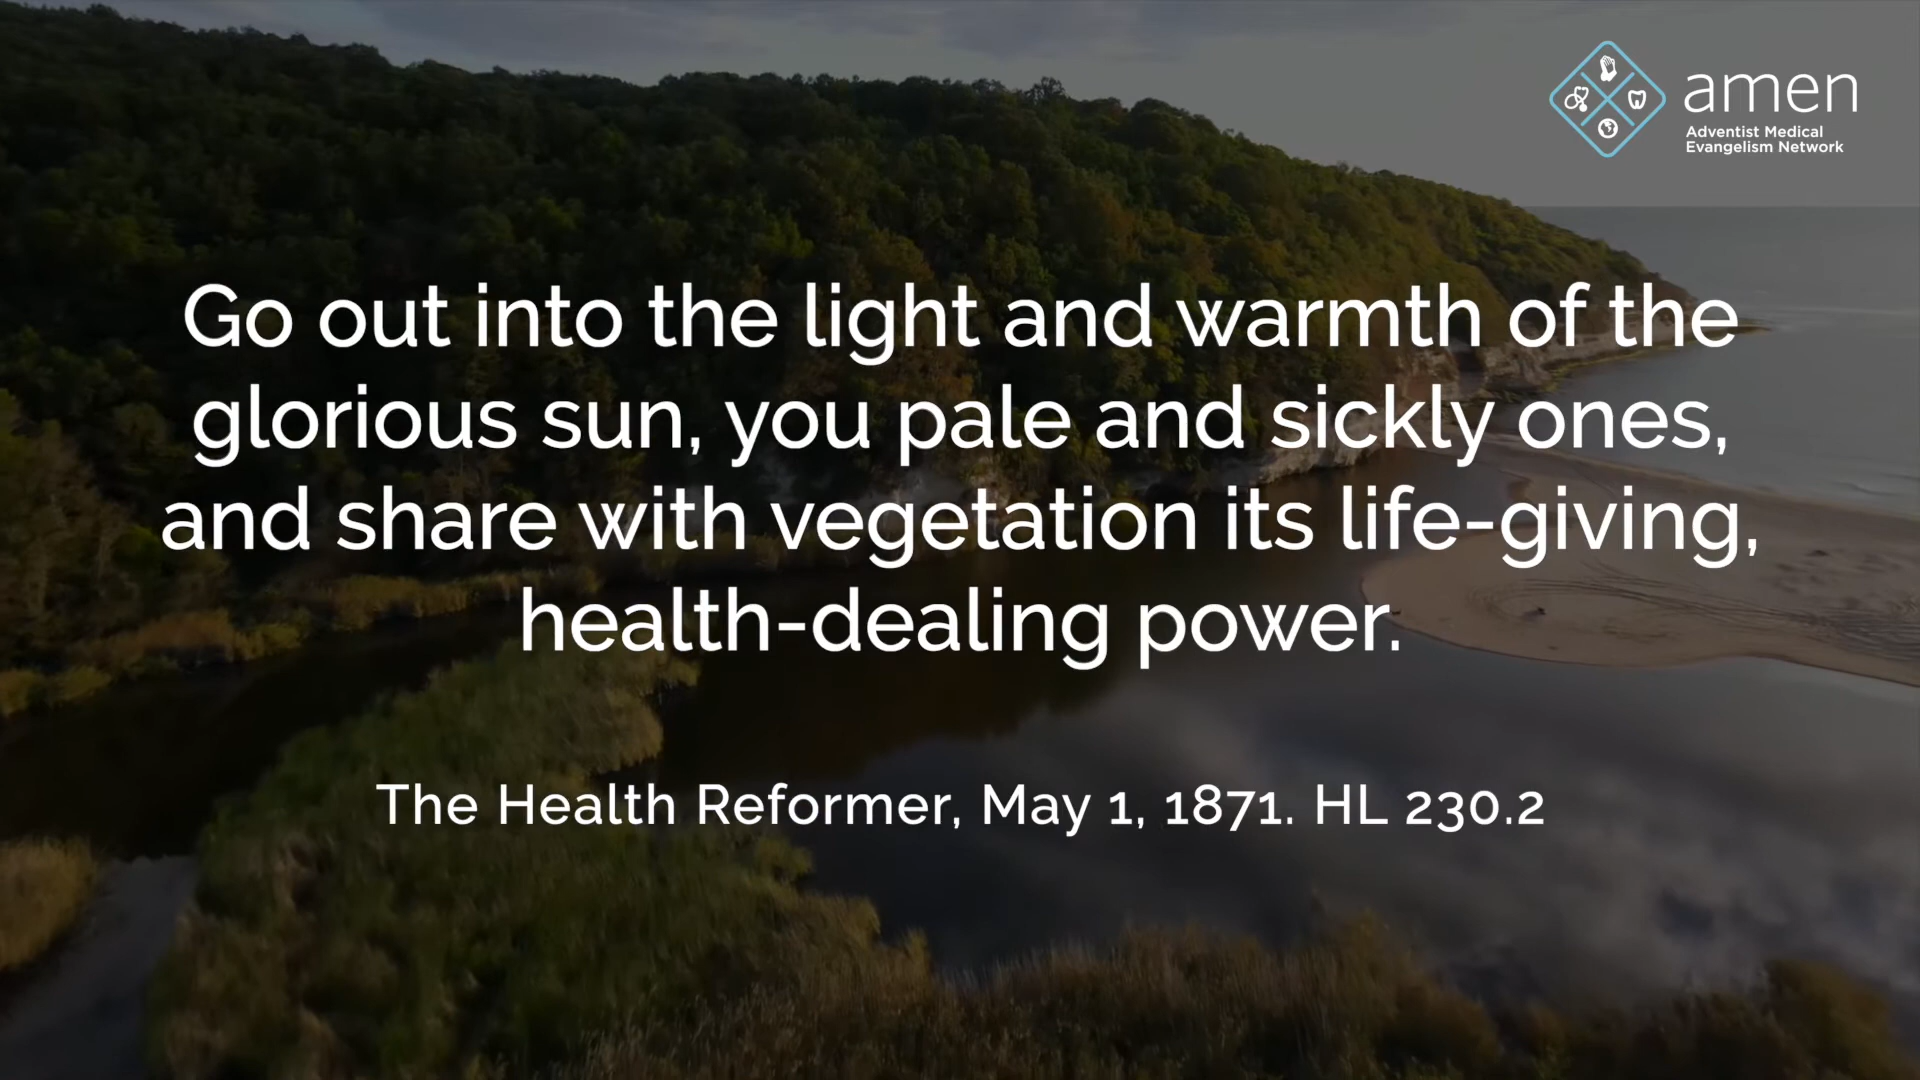 amen
Adventist Medical
Evangelism Network
Go out into the light and warmth of the
glorious sun, you pale and sickly ones,
and share with vegetation its life-giving,
health-dealing power.
The Health Reformer, May 1, 1871. HL 230.2